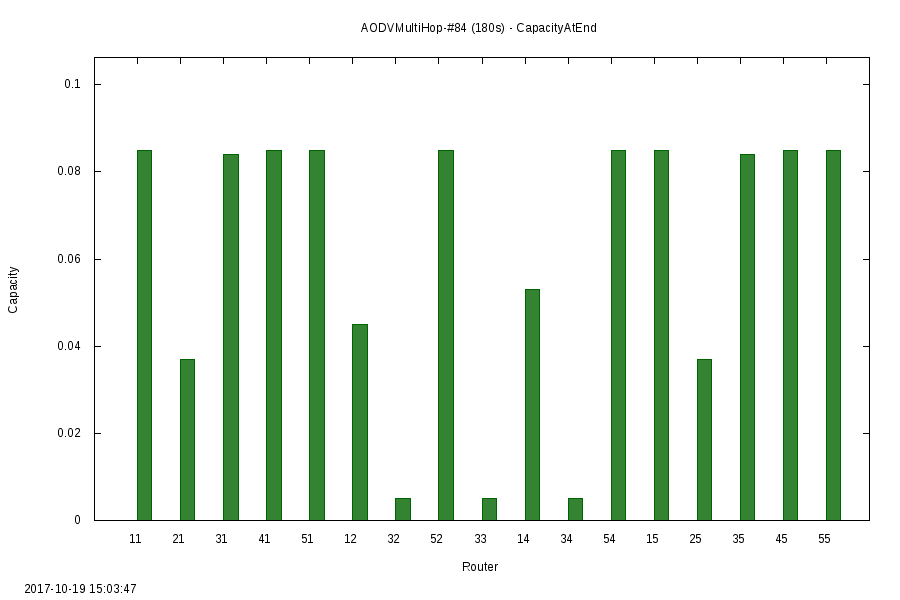 AODVMultiHop-#84 (180s) - CapacityAtEnd
0.1
0.08
0.06
0.04
0.02
0
Capacity
11 21 31 41 51 12 32 52 33 14 34 54 15 25 35 45 55
Router
2017-10-19 15:03:47